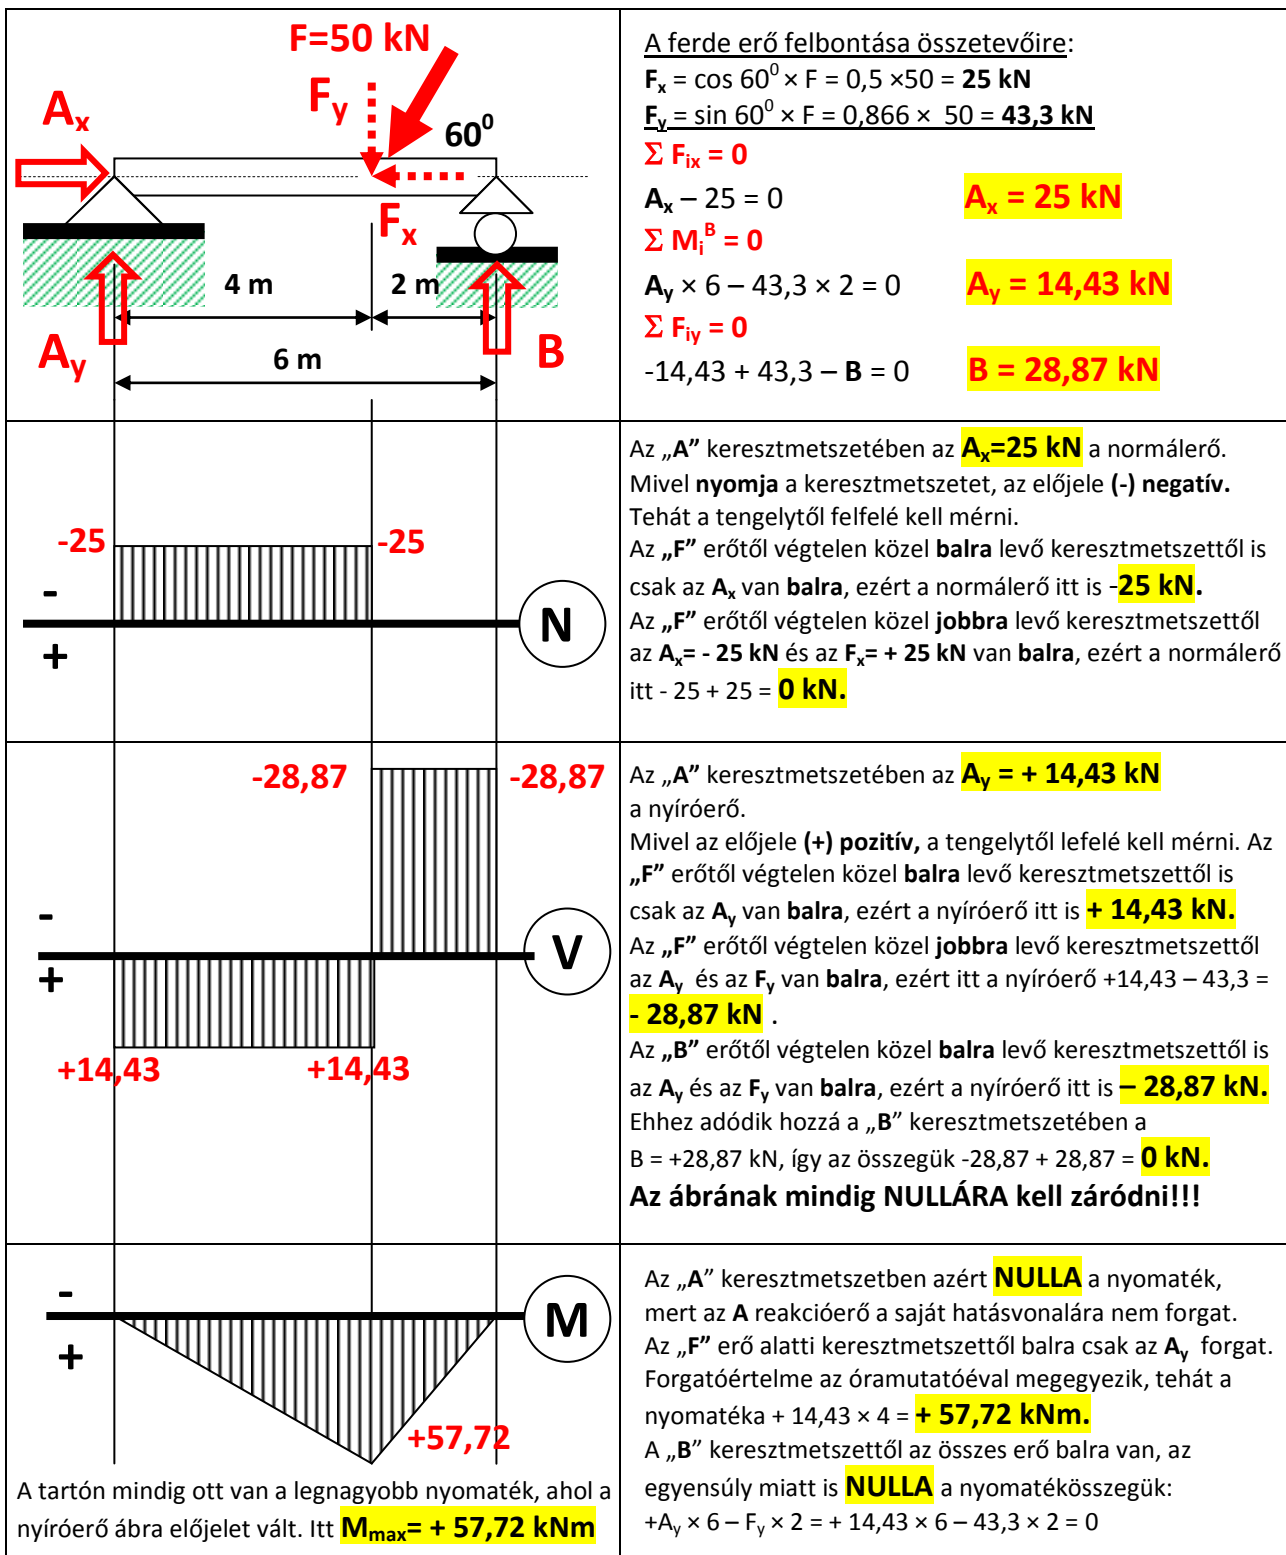 F=50 kN
Fy
Ax
60⁰
Fx
4 m
2 m
Ay
6 m
B
A ferde erő felbontása összetevőire:
Fx = cos 60⁰ × F = 0,5 ×50 = 25 kN
Fy = sin 60⁰ × F = 0,866 × 50 = 43,3 kN
Σ Fix = 0
Ax – 25 = 0 Ax = 25 kN
Σ MiB = 0
Ay × 6 – 43,3 × 2 = 0 Ay = 14,43 kN
Σ Fiy = 0
-14,43 + 43,3 – B = 0 B = 28,87 kN
-25
-25
-
+
N
Az „A” keresztmetszetében az Ax=25 kN a normálerő.
Mivel nyomja a keresztmetszetet, az előjele (-) negatív.
Tehát a tengelytől felfelé kell mérni.
Az „F” erőtől végtelen közel balra levő keresztmetszettől is
csak az Ax van balra, ezért a normálerő itt is -25 kN.
Az „F” erőtől végtelen közel jobbra levő keresztmetszettől
az Ax= - 25 kN és az Fx= + 25 kN van balra, ezért a normálerő
itt - 25 + 25 = 0 kN.
-28,87
-28,87
-
+
V
+14,43
+14,43
Az „A” keresztmetszetében az Ay = + 14,43 kN
a nyíróerő.
Mivel az előjele (+) pozitív, a tengelytől lefelé kell mérni. Az
„F” erőtől végtelen közel balra levő keresztmetszettől is
csak az Ay van balra, ezért a nyíróerő itt is + 14,43 kN.
Az „F” erőtől végtelen közel jobbra levő keresztmetszettől
az Ay és az Fy van balra, ezért itt a nyíróerő +14,43 – 43,3 =
- 28,87 kN .
Az „B” erőtől végtelen közel balra levő keresztmetszettől is
az Ay és az Fy van balra, ezért a nyíróerő itt is – 28,87 kN.
Ehhez adódik hozzá a „B” keresztmetszetében a
B = +28,87 kN, így az összegük -28,87 + 28,87 = 0 kN.
Az ábrának mindig NULLÁRA kell záródni!!!
-
+
M
+57,72
A tartón mindig ott van a legnagyobb nyomaték, ahol a
nyíróerő ábra előjelet vált. Itt Mmax= + 57,72 kNm
Az „A” keresztmetszetben azért NULLA a nyomaték,
mert az A reakcióerő a saját hatásvonalára nem forgat.
Az „F” erő alatti keresztmetszettől balra csak az Ay forgat.
Forgatóértelme az óramutatóéval megegyezik, tehát a
nyomatéka + 14,43 × 4 = + 57,72 kNm.
A „B” keresztmetszettől az összes erő balra van, az
egyensúly miatt is NULLA a nyomatékösszegük:
+Ay × 6 – Fy × 2 = + 14,43 × 6 – 43,3 × 2 = 0